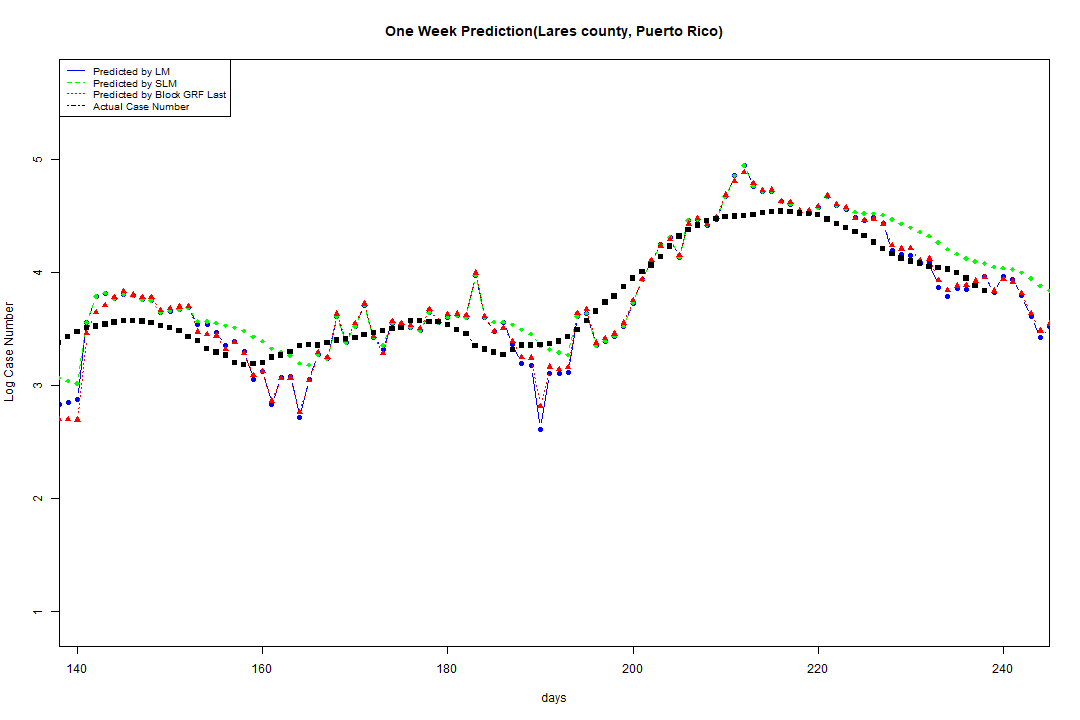 One Week Prediction(Lares county, Puerto Rico)
Predicted by LM
Predicted by SLM
Predicted by Block GRF Last
Actual Case Number
5
4
3
2
1
Log Case Number
140 160 180 200 220 240
days